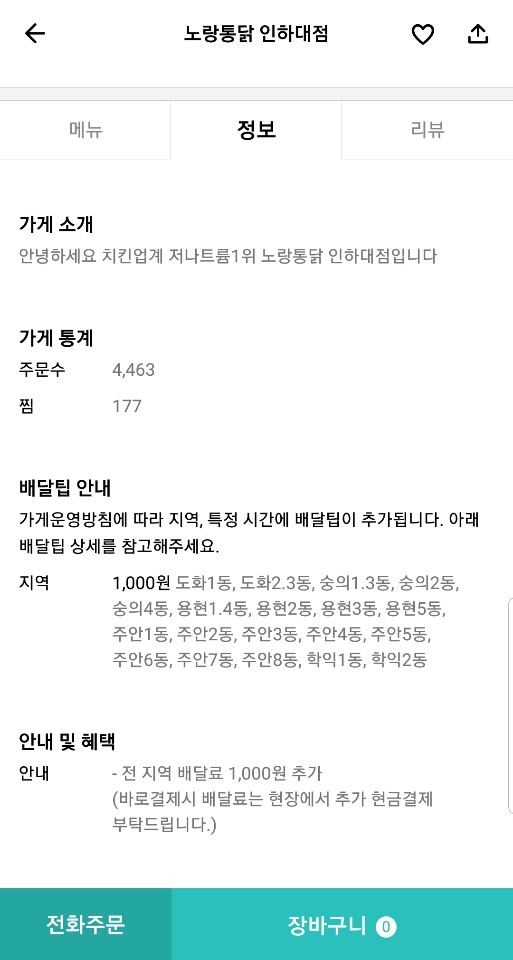 노랑통닭 인하대점
메뉴
정보
리뷰
가게 소개
안녕하세요 치킨업계 저나트륨1위 노랑통닭 인하대점입니다
가게 통계
주문수 4,463
찜 177
배달팁 안내
가게운영방침에 따라 지역, 특정 시간에 배달팁이 추가됩니다. 아래
배달팁 상세를 참고해주세요.
지역 1,000원 도화1동, 도화2.3동, 숭의1.3동, 숭의2동,
숭의4동, 용현1.4동, 용현2동, 용현3동, 용현5동,
주안1동, 주안2동, 주안3동, 주안4동, 주안5동,
주안6동, 주안7동, 주안8동, 학익1동, 학익2동
안내 및 혜택
안내 - 전 지역 배달료 1,000원 추가
(바로결제시 배달료는 현장에서 추가 현금결제
부탁드립니다.)
전화주문
장바구니 0